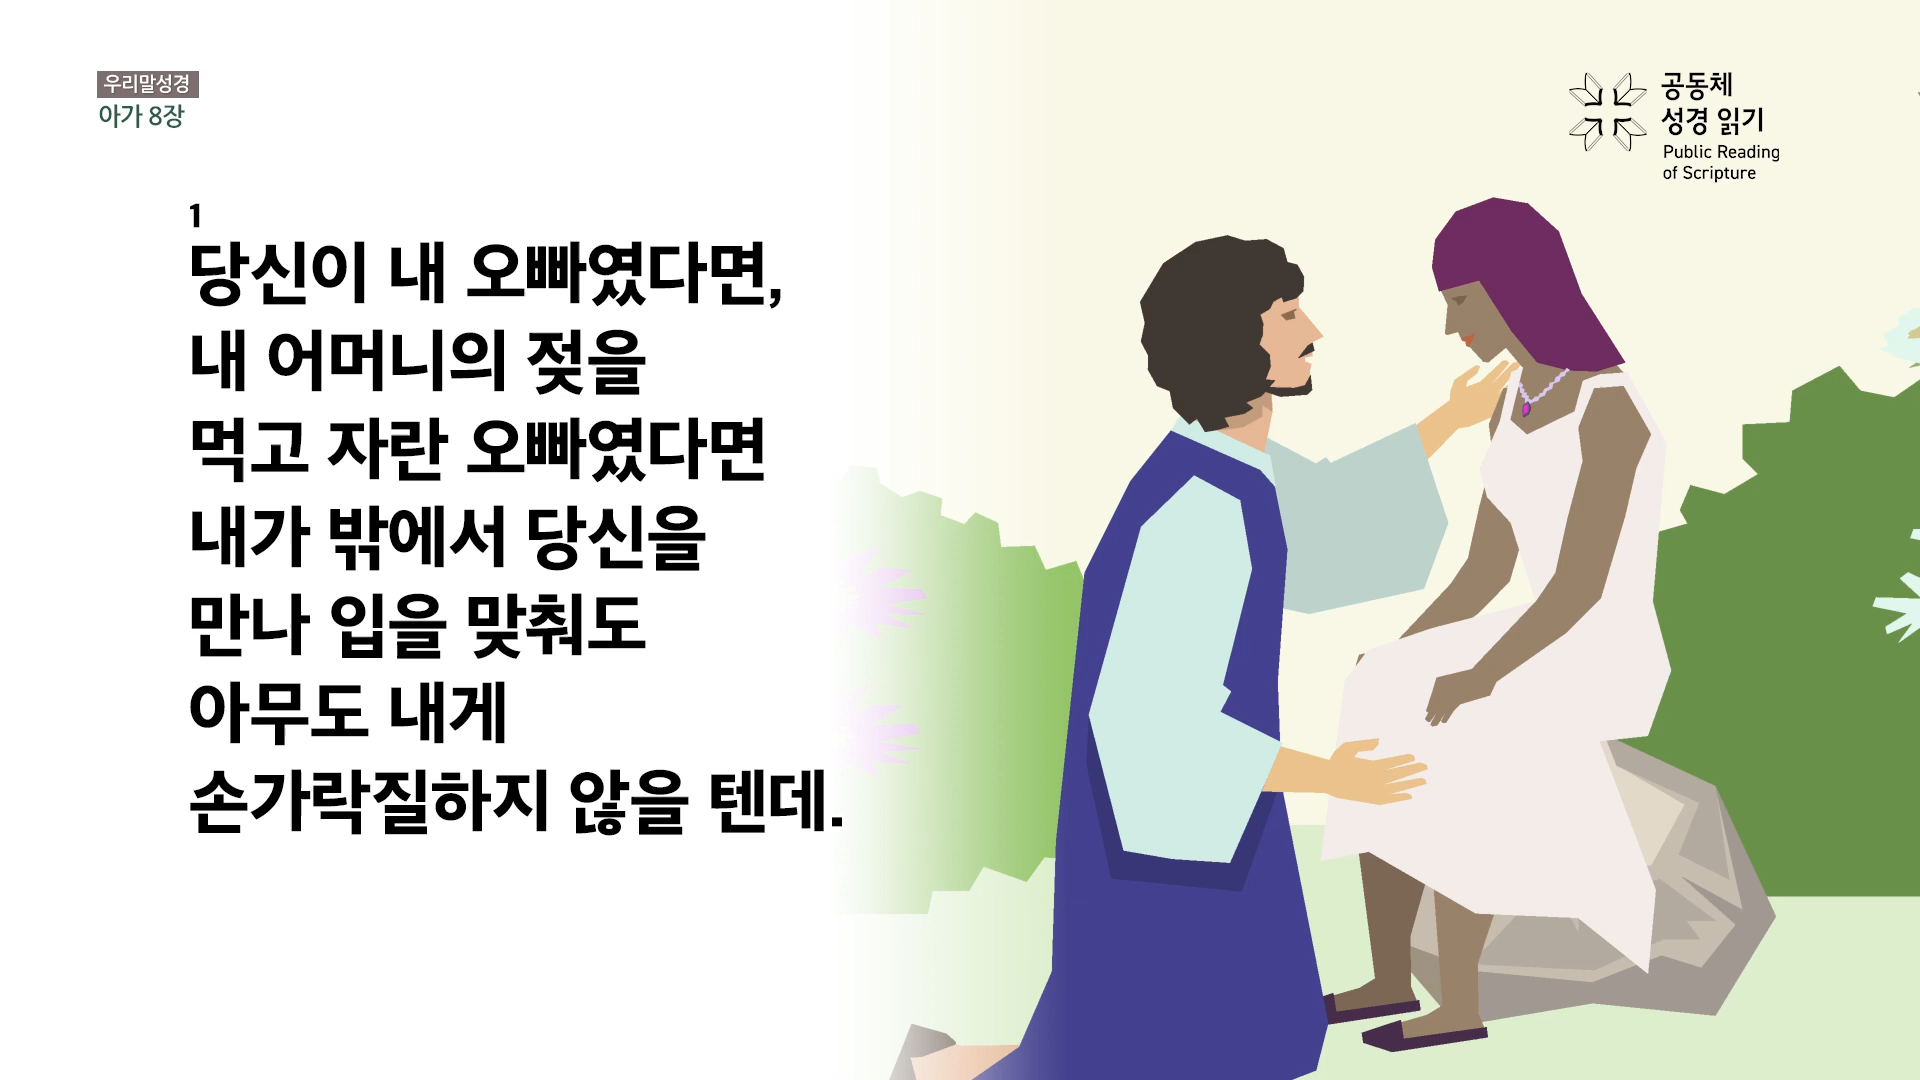 우리말성경
아가 8장
공동체
성경 읽기
Public Reading
of Scripture
1
당신이 내 오빠였다면,
내 어머니의 젖을
먹고 자란 오빠였다면
내가 밖에서 당신을
만나 입을 맞춰도
아무도 내게
손가락질하지 않을 텐데.